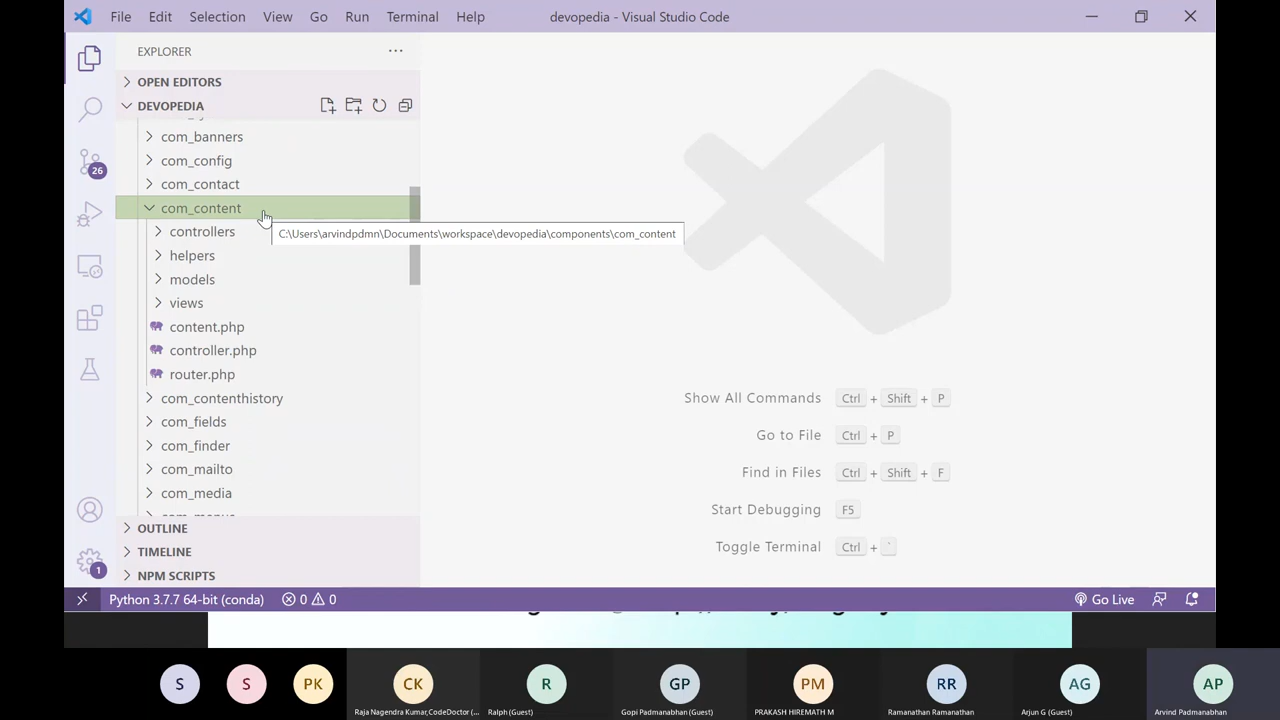 File Edit Selection View Go Run Terminal Help devopedia - Visual Studio Code
EXPLORER
OPEN EDITORS
DEVOPEDIA
com_banners
com_config
com_contact
com_content
C:\Users\arvindpdmn\Documents\workspace\devopedia\components\com_content
controllers
helpers
models
views
content.php
controller.php
router.php
com_contenthistory
com_fields
com_finder
com_mailto
com_media
OUTLINE
TIMELINE
NPM SCRIPTS
26
1
Show All Commands Ctrl + Shift + P
Go to File Ctrl + P
Find in Files Ctrl + Shift + F
Start Debugging F5
Toggle Terminal Ctrl + `
Python 3.7.7 64-bit (conda) 0 0 Go Live
S S PK CK R GP PM RR AG AP
Raja Nagendra Kumar,CodeDoctor (... Ralph (Guest) Gopi Padmanabhan (Guest) PRAKASH HIREMATH M Ramanathan Ramanathan Arjun G (Guest) Arvind Padmanabhan